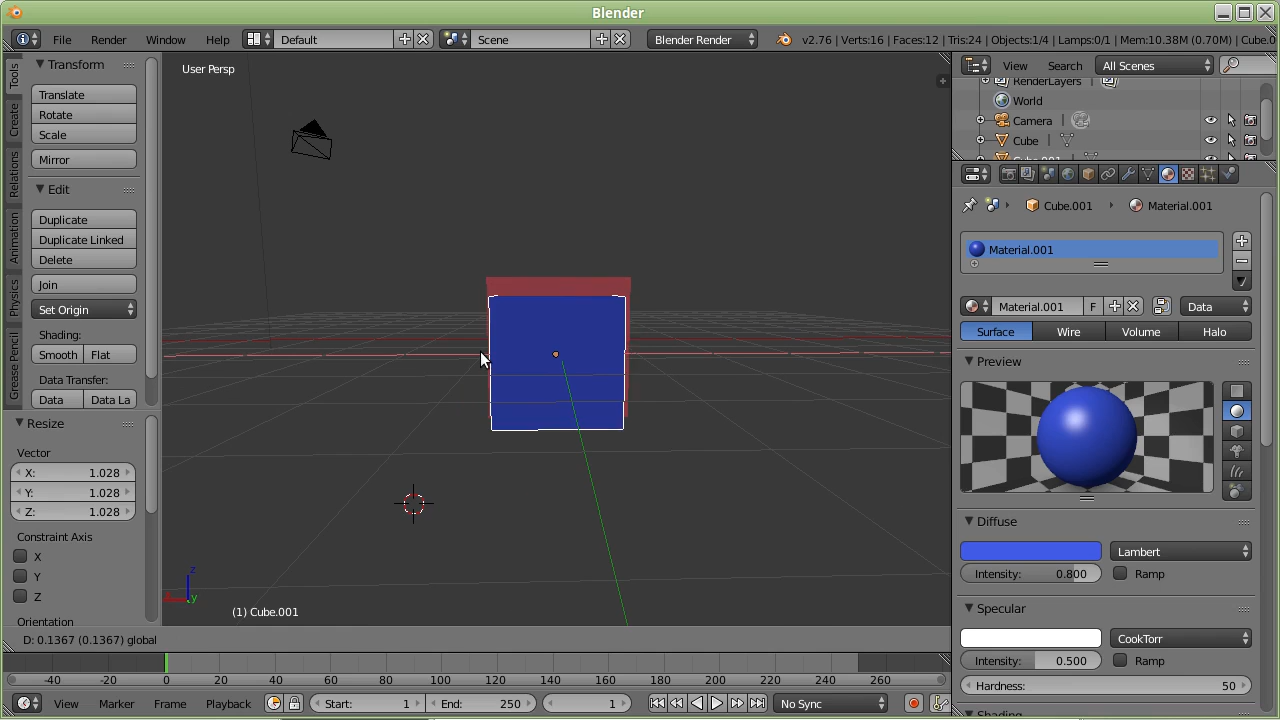 Blender
File Render Window Help Default Scene Blender Render v2.76 | Verts:16 | Faces:12 | Tris:24 | Objects:1/4 | Lamps:0/1 | Mem:10.38M (0.70M) | Cube.0
Tools
Create
Relations
Animation
Physics
Grease Pencil
Transform
Translate
Rotate
Scale
Mirror
Edit
Duplicate
Duplicate Linked
Delete
Join
Set Origin
Shading:
Smooth Flat
Data Transfer:
Data Data La
Resize
Vector
X: 1.028
Y: 1.028
Z: 1.028
Constraint Axis
X
Y
Z
Orientation
User Persp
z
y
(1) Cube.001
D: 0.1367 (0.1367) global
-40 -20 0 20 40 60 80 100 120 140 160 180 200 220 240 260
View Marker Frame Playback Start: 1 End: 250 1 No Sync
View Search All Scenes
RenderLayers
World
Camera
Cube
Cube.001
Cube.001 Material.001
Material.001
Material.001 F Data
Surface Wire Volume Halo
Preview
Diffuse
Lambert
Intensity: 0.800 Ramp
Specular
CookTorr
Intensity: 0.500 Ramp
Hardness: 50
Shading